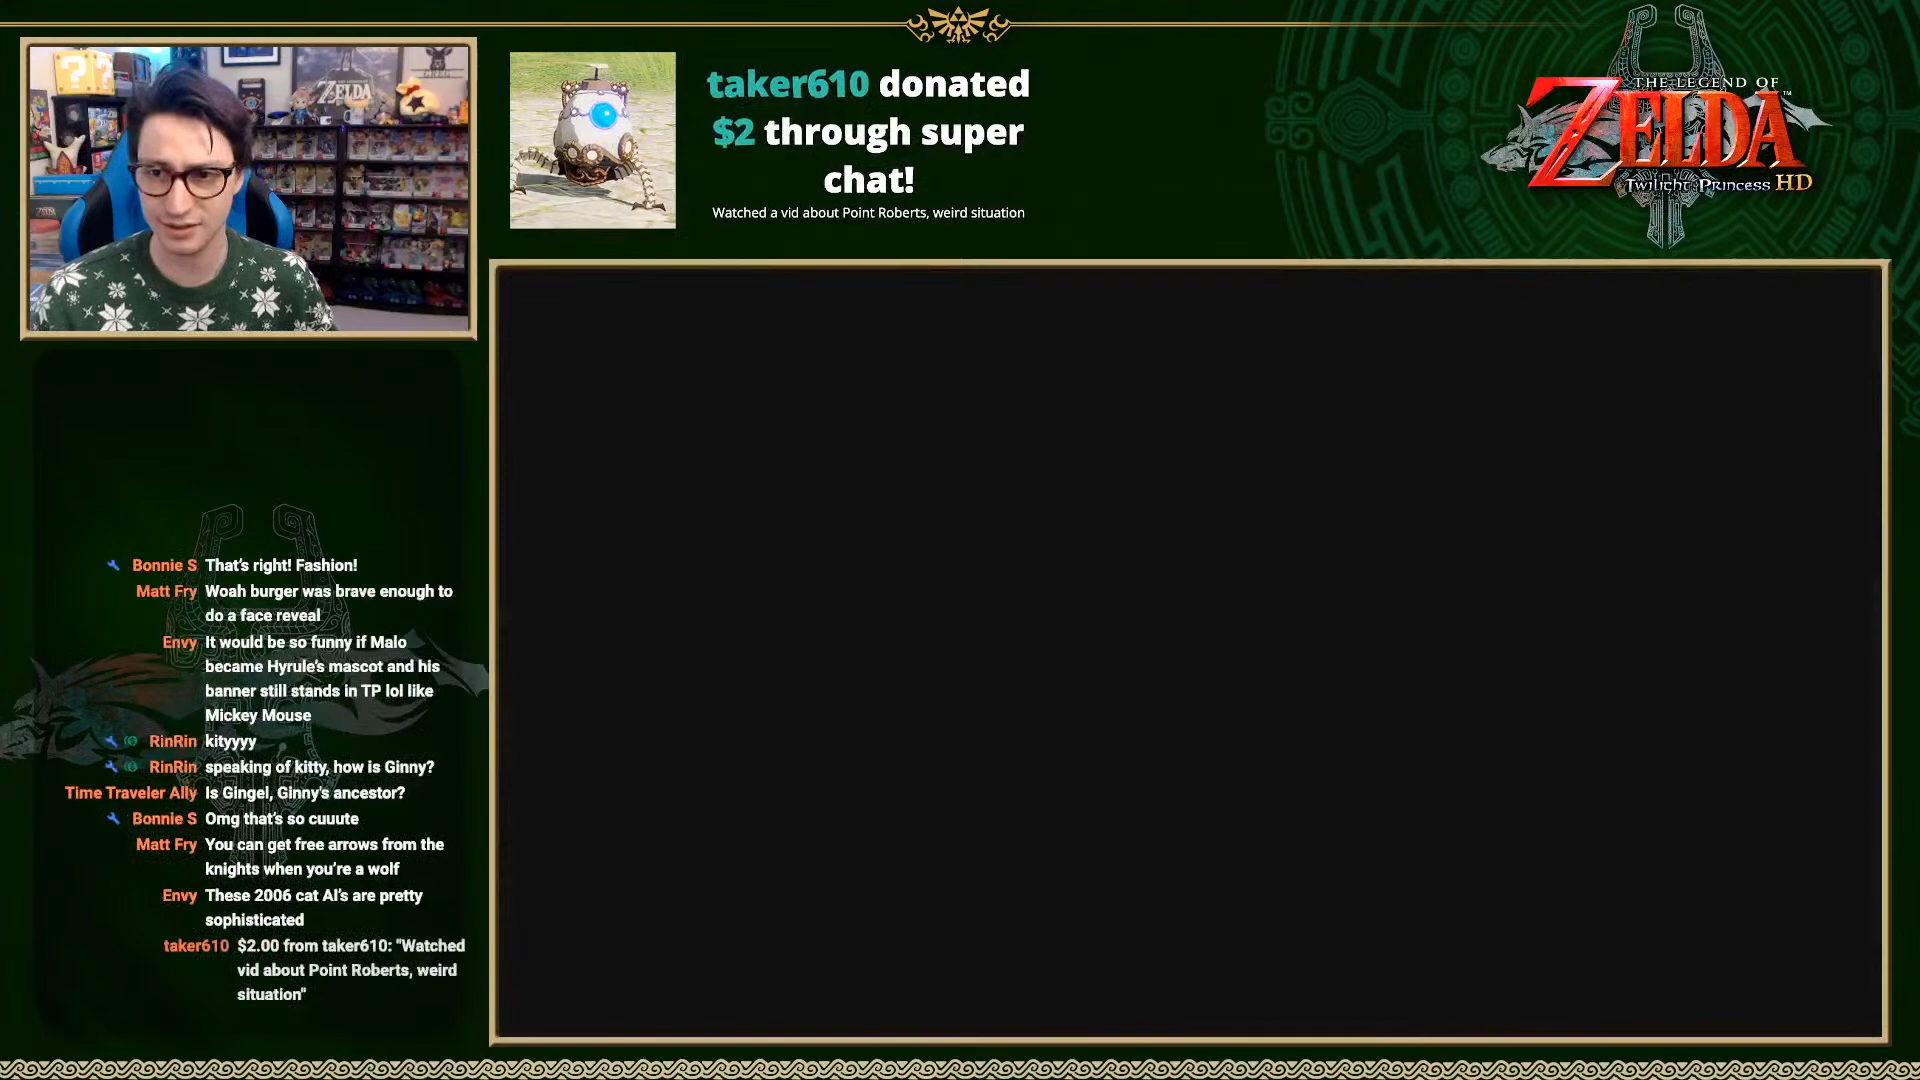 taker610 donated
$2 through super
chat!
Watched a vid about Point Roberts, weird situation
THE LEGEND OF
ZELDA™
Twilight Princess HD
ZELDA
Bonnie S That's right! Fashion!
Matt Fry Woah burger was brave enough to
do a face reveal
Envy It would be so funny if Malo
became Hyrule's mascot and his
banner still stands in TP lol like
Mickey Mouse
RinRin kityyyy
RinRin speaking of kitty, how is Ginny?
Time Traveler Ally Is Gingel, Ginny's ancestor?
Bonnie S Omg that's so cuuute
Matt Fry You can get free arrows from the
knights when you're a wolf
Envy These 2006 cat AI's are pretty
sophisticated
taker610 $2.00 from taker610: "Watched
vid about Point Roberts, weird
situation"